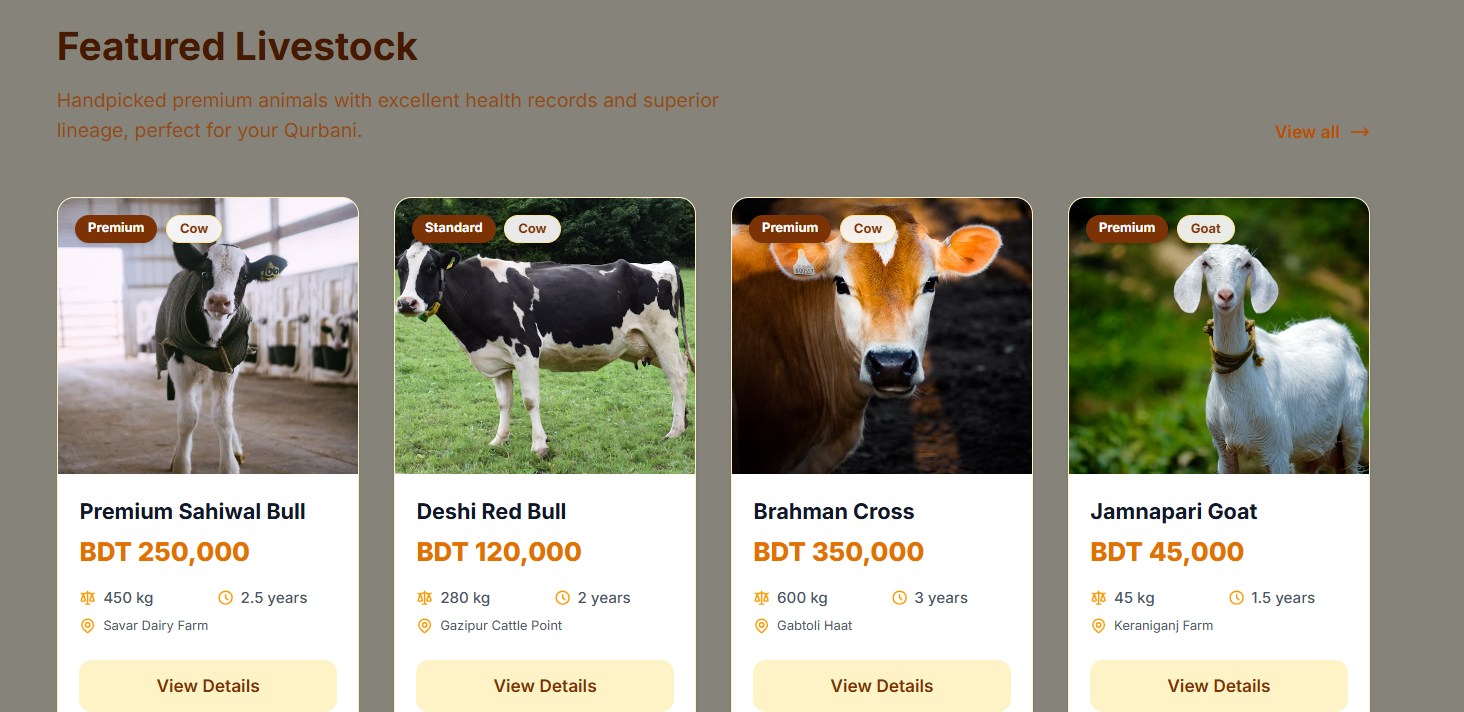 Featured Livestock
Handpicked premium animals with excellent health records and superior
lineage, perfect for your Qurbani.
View all →
Premium Cow
Standard Cow
Premium Cow
Premium Goat
Premium Sahiwal Bull
BDT 250,000
450 kg 2.5 years
Savar Dairy Farm
View Details
Deshi Red Bull
BDT 120,000
280 kg 2 years
Gazipur Cattle Point
View Details
Brahman Cross
BDT 350,000
600 kg 3 years
Gabtoli Haat
View Details
Jamnapari Goat
BDT 45,000
45 kg 1.5 years
Keraniganj Farm
View Details